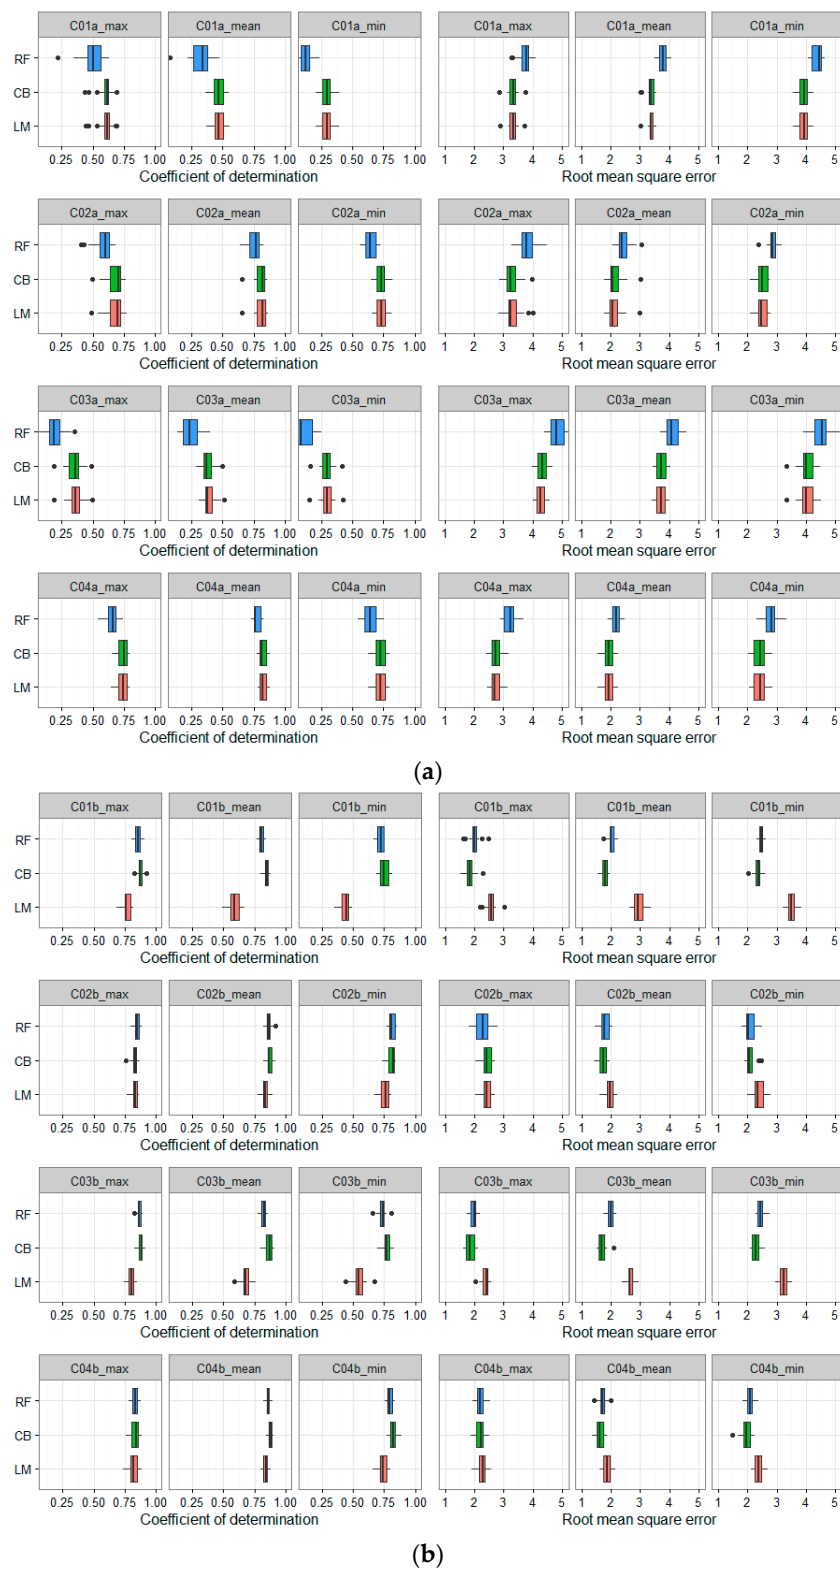 C01a_max C01a_mean C01a_min C01a_max C01a_mean C01a_min
RF
CB
LM
0.25 0.50 0.75 1.00 0.25 0.50 0.75 1.00 0.25 0.50 0.75 1.00 1 2 3 4 5 1 2 3 4 5 1 2 3 4 5
Coefficient of determination Root mean square error
C02a_max C02a_mean C02a_min C02a_max C02a_mean C02a_min
RF
CB
LM
0.25 0.50 0.75 1.00 0.25 0.50 0.75 1.00 0.25 0.50 0.75 1.00 1 2 3 4 5 1 2 3 4 5 1 2 3 4 5
Coefficient of determination Root mean square error
C03a_max C03a_mean C03a_min C03a_max C03a_mean C03a_min
RF
CB
LM
0.25 0.50 0.75 1.00 0.25 0.50 0.75 1.00 0.25 0.50 0.75 1.00 1 2 3 4 5 1 2 3 4 5 1 2 3 4 5
Coefficient of determination Root mean square error
C04a_max C04a_mean C04a_min C04a_max C04a_mean C04a_min
RF
CB
LM
0.25 0.50 0.75 1.00 0.25 0.50 0.75 1.00 0.25 0.50 0.75 1.00 1 2 3 4 5 1 2 3 4 5 1 2 3 4 5
Coefficient of determination Root mean square error
(a)
C01b_max C01b_mean C01b_min C01b_max C01b_mean C01b_min
RF
CB
LM
0.25 0.50 0.75 1.00 0.25 0.50 0.75 1.00 0.25 0.50 0.75 1.00 1 2 3 4 5 1 2 3 4 5 1 2 3 4 5
Coefficient of determination Root mean square error
C02b_max C02b_mean C02b_min C02b_max C02b_mean C02b_min
RF
CB
LM
0.25 0.50 0.75 1.00 0.25 0.50 0.75 1.00 0.25 0.50 0.75 1.00 1 2 3 4 5 1 2 3 4 5 1 2 3 4 5
Coefficient of determination Root mean square error
C03b_max C03b_mean C03b_min C03b_max C03b_mean C03b_min
RF
CB
LM
0.25 0.50 0.75 1.00 0.25 0.50 0.75 1.00 0.25 0.50 0.75 1.00 1 2 3 4 5 1 2 3 4 5 1 2 3 4 5
Coefficient of determination Root mean square error
C04b_max C04b_mean C04b_min C04b_max C04b_mean C04b_min
RF
CB
LM
0.25 0.50 0.75 1.00 0.25 0.50 0.75 1.00 0.25 0.50 0.75 1.00 1 2 3 4 5 1 2 3 4 5 1 2 3 4 5
Coefficient of determination Root mean square error
(b)